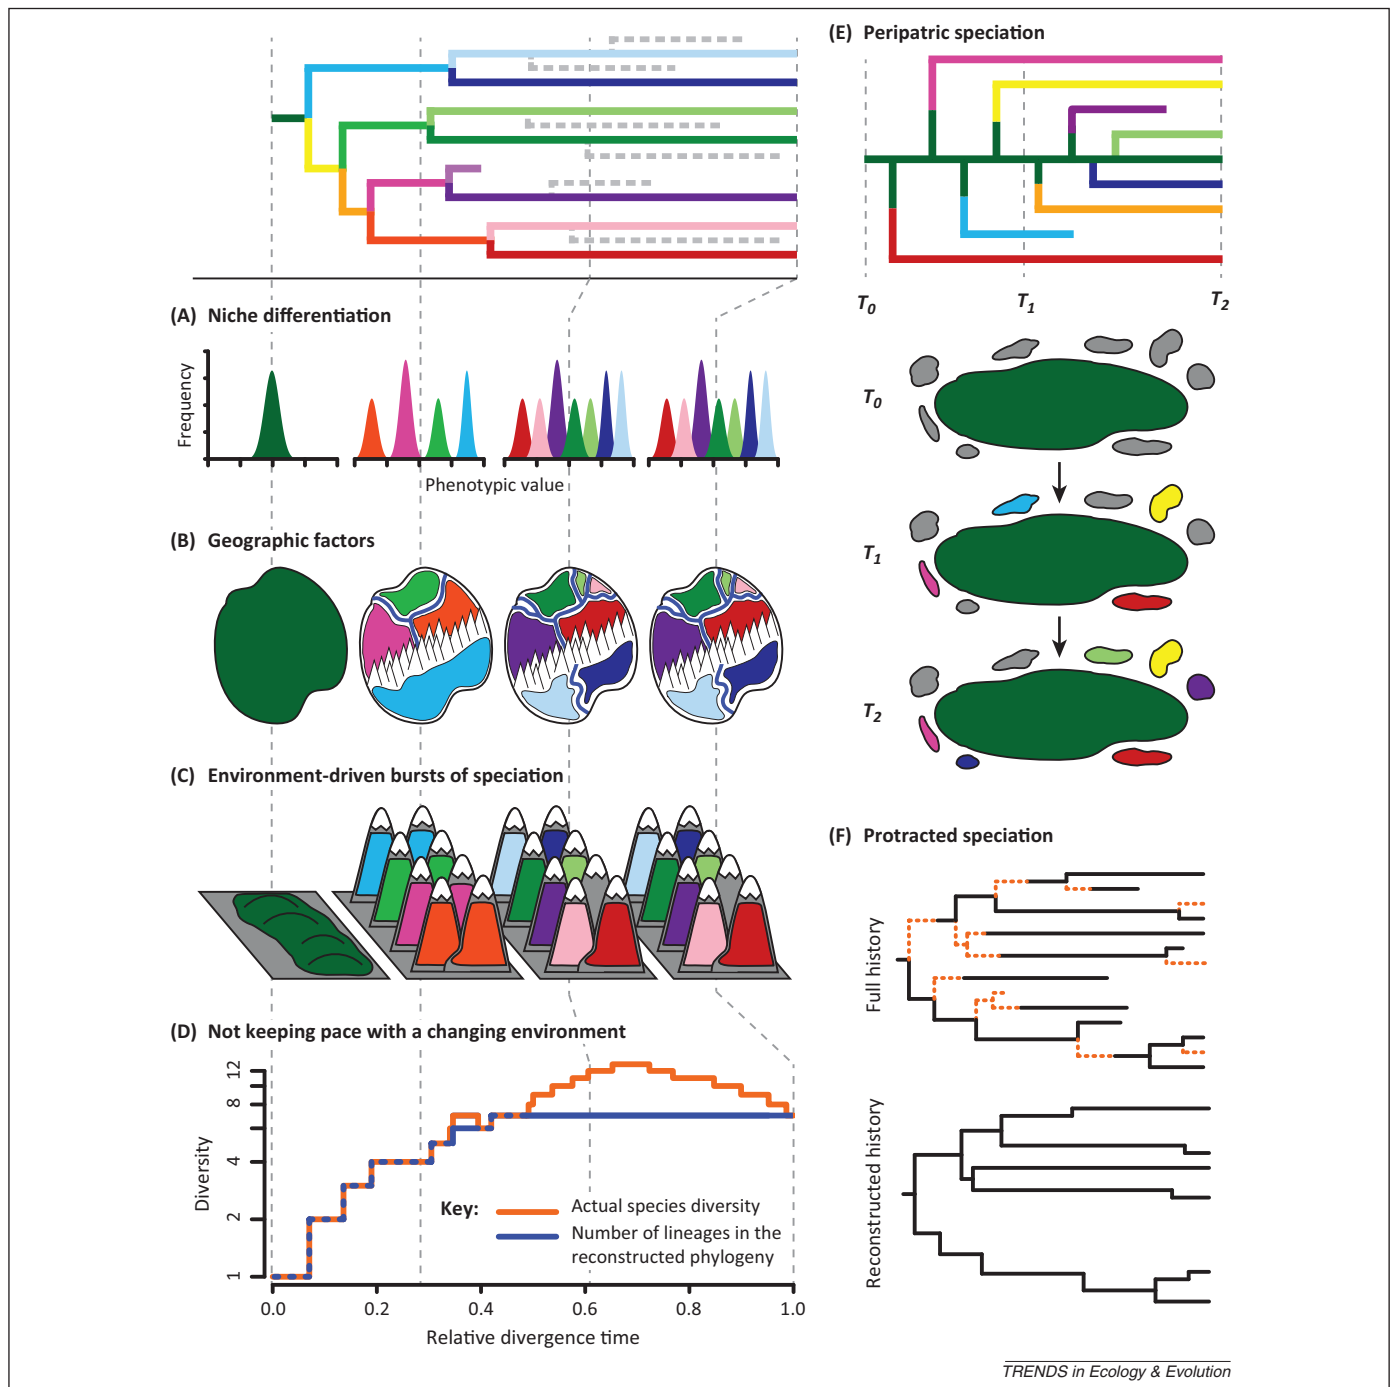 (A) Niche differentiation
Frequency
Phenotypic value
(B) Geographic factors
(C) Environment-driven bursts of speciation
(D) Not keeping pace with a changing environment
Diversity
12
8
4
2
1
Key:
Actual species diversity
Number of lineages in the
reconstructed phylogeny
0.0 0.2 0.4 0.6 0.8 1.0
Relative divergence time
(E) Peripatric speciation
T0 T1 T2
T0
T1
T2
(F) Protracted speciation
Full history
Reconstructed history
TRENDS in Ecology & Evolution